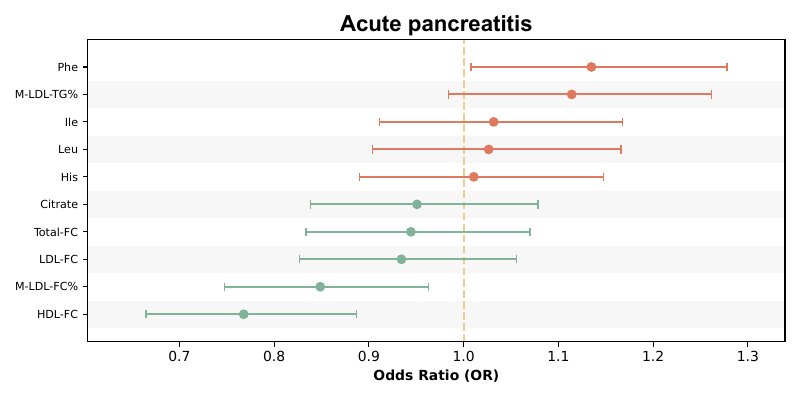 Acute pancreatitis
Phe
M-LDL-TG%
Ile
Leu
His
Citrate
Total-FC
LDL-FC
M-LDL-FC%
HDL-FC
0.7 0.8 0.9 1.0 1.1 1.2 1.3
Odds Ratio (OR)